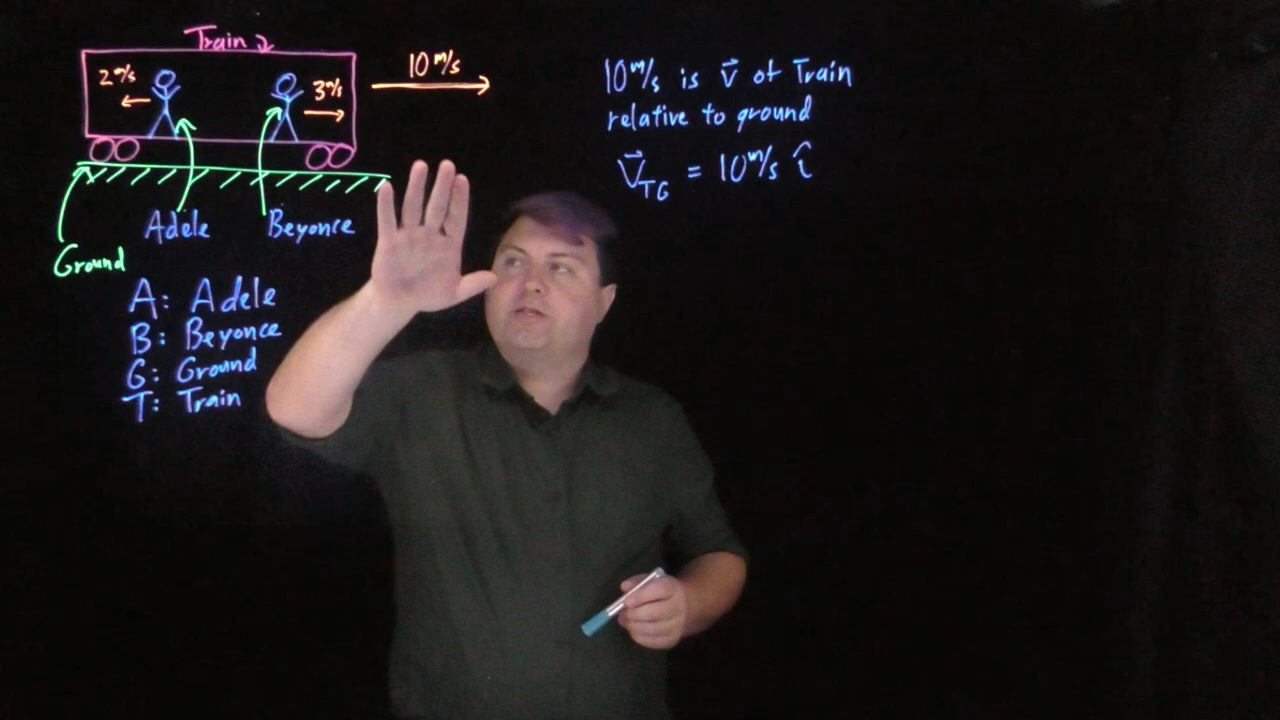 Train
2 m/s
3 m/s
10 m/s
Adele
Beyonce
Ground
A: Adele
B: Beyonce
G: Ground
T: Train
10 m/s is v⃗ of Train
relative to ground
V⃗TG = 10 m/s î